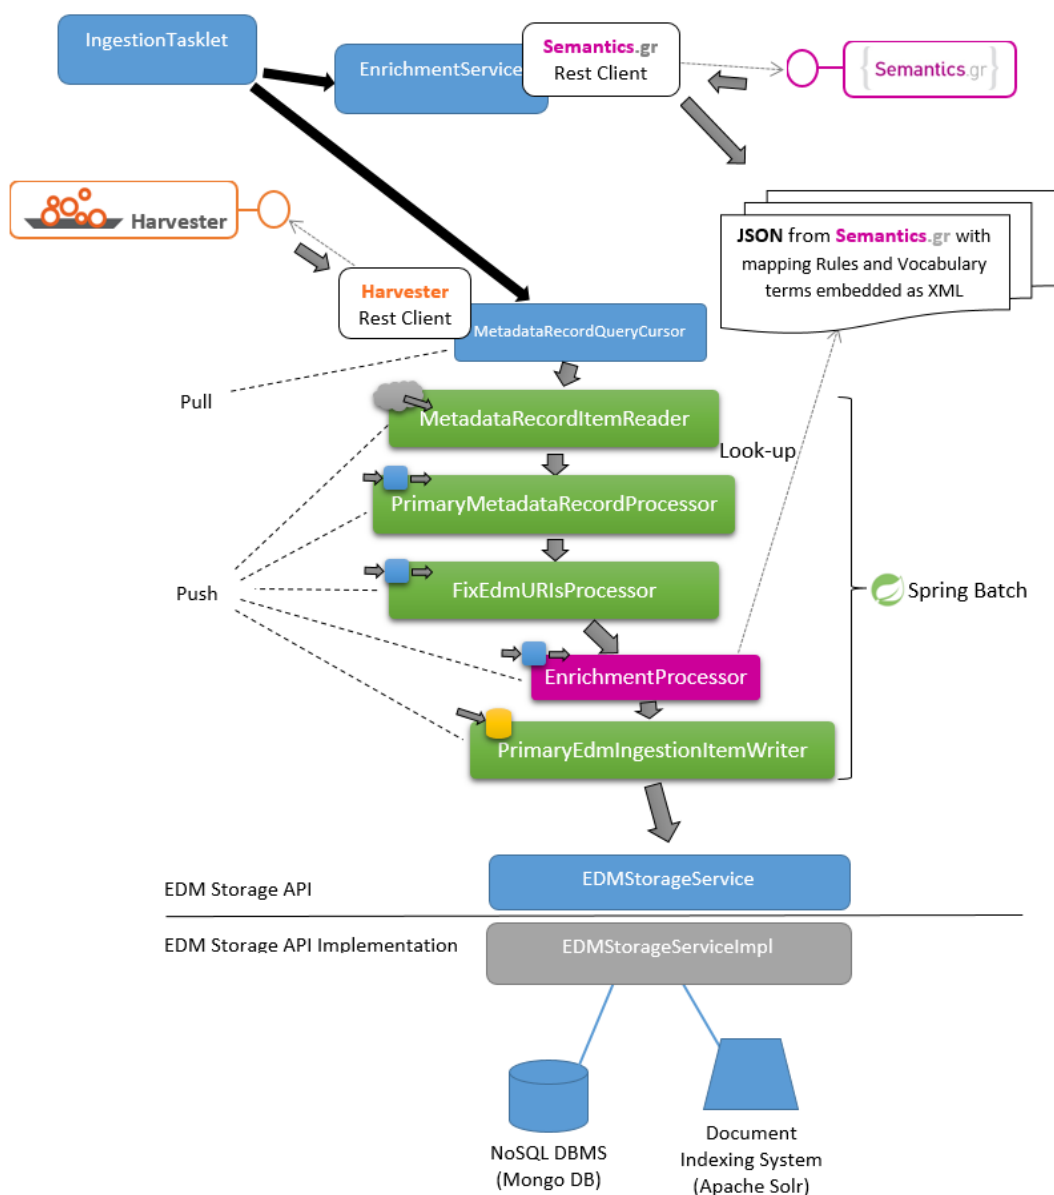 IngestionTasklet
EnrichmentService
Semantics.gr
Rest Client
{Semantics.gr}
Harvester
Harvester
Rest Client
JSON from Semantics.gr with
mapping Rules and Vocabulary
terms embedded as XML
MetadataRecordQueryCursor
Pull
MetadataRecordItemReader
Look-up
PrimaryMetadataRecordProcessor
Push
FixEdmURIsProcessor
Spring Batch
EnrichmentProcessor
PrimaryEdmIngestionItemWriter
EDM Storage API
EDMStorageService
EDM Storage API Implementation
EDMStorageServiceImpl
NoSQL DBMS
(Mongo DB)
Document
Indexing System
(Apache Solr)